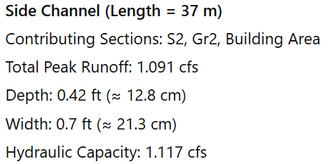 Side Channel (Length = 37 m)
Contributing Sections: S2, Gr2, Building Area
Total Peak Runoff: 1.091 cfs
Depth: 0.42 ft (≈ 12.8 cm)
Width: 0.7 ft (≈ 21.3 cm)
Hydraulic Capacity: 1.117 cfs